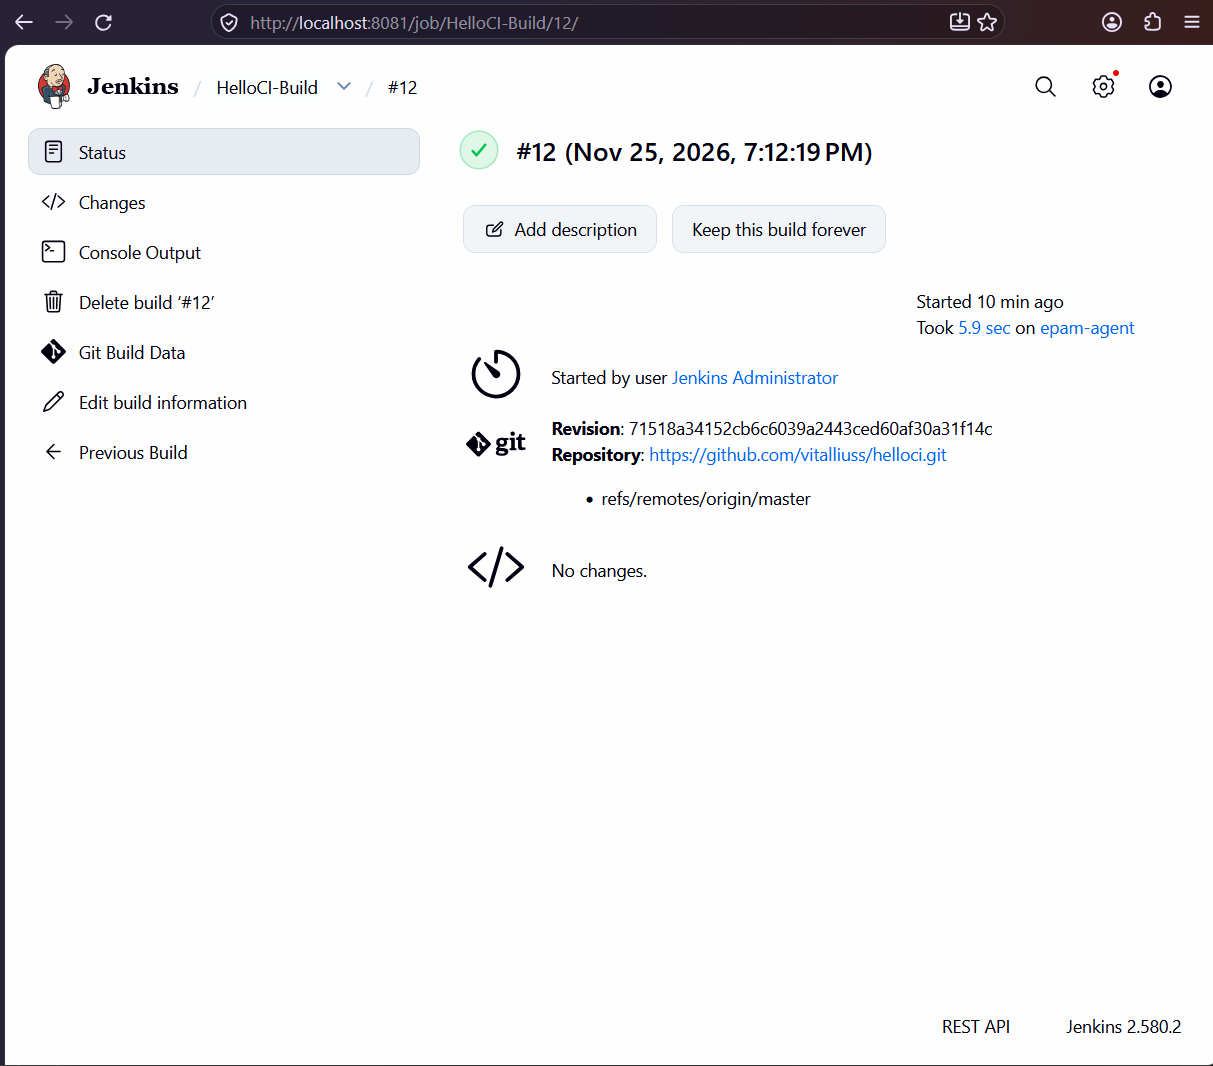 http://localhost:8081/job/HelloCI-Build/12/
Jenkins / HelloCI-Build / #12
Status
Changes
Console Output
Delete build ‘#12’
Git Build Data
Edit build information
Previous Build
#12 (Nov 25, 2026, 7:12:19 PM)
Add description
Keep this build forever
Started 10 min ago
Took 5.9 sec on epam-agent
Started by user Jenkins Administrator
git
Revision: 71518a34152cb6c6039a2443ced60af30a31f14c
Repository: https://github.com/vitalliuss/helloci.git
• refs/remotes/origin/master
No changes.
REST API
Jenkins 2.580.2